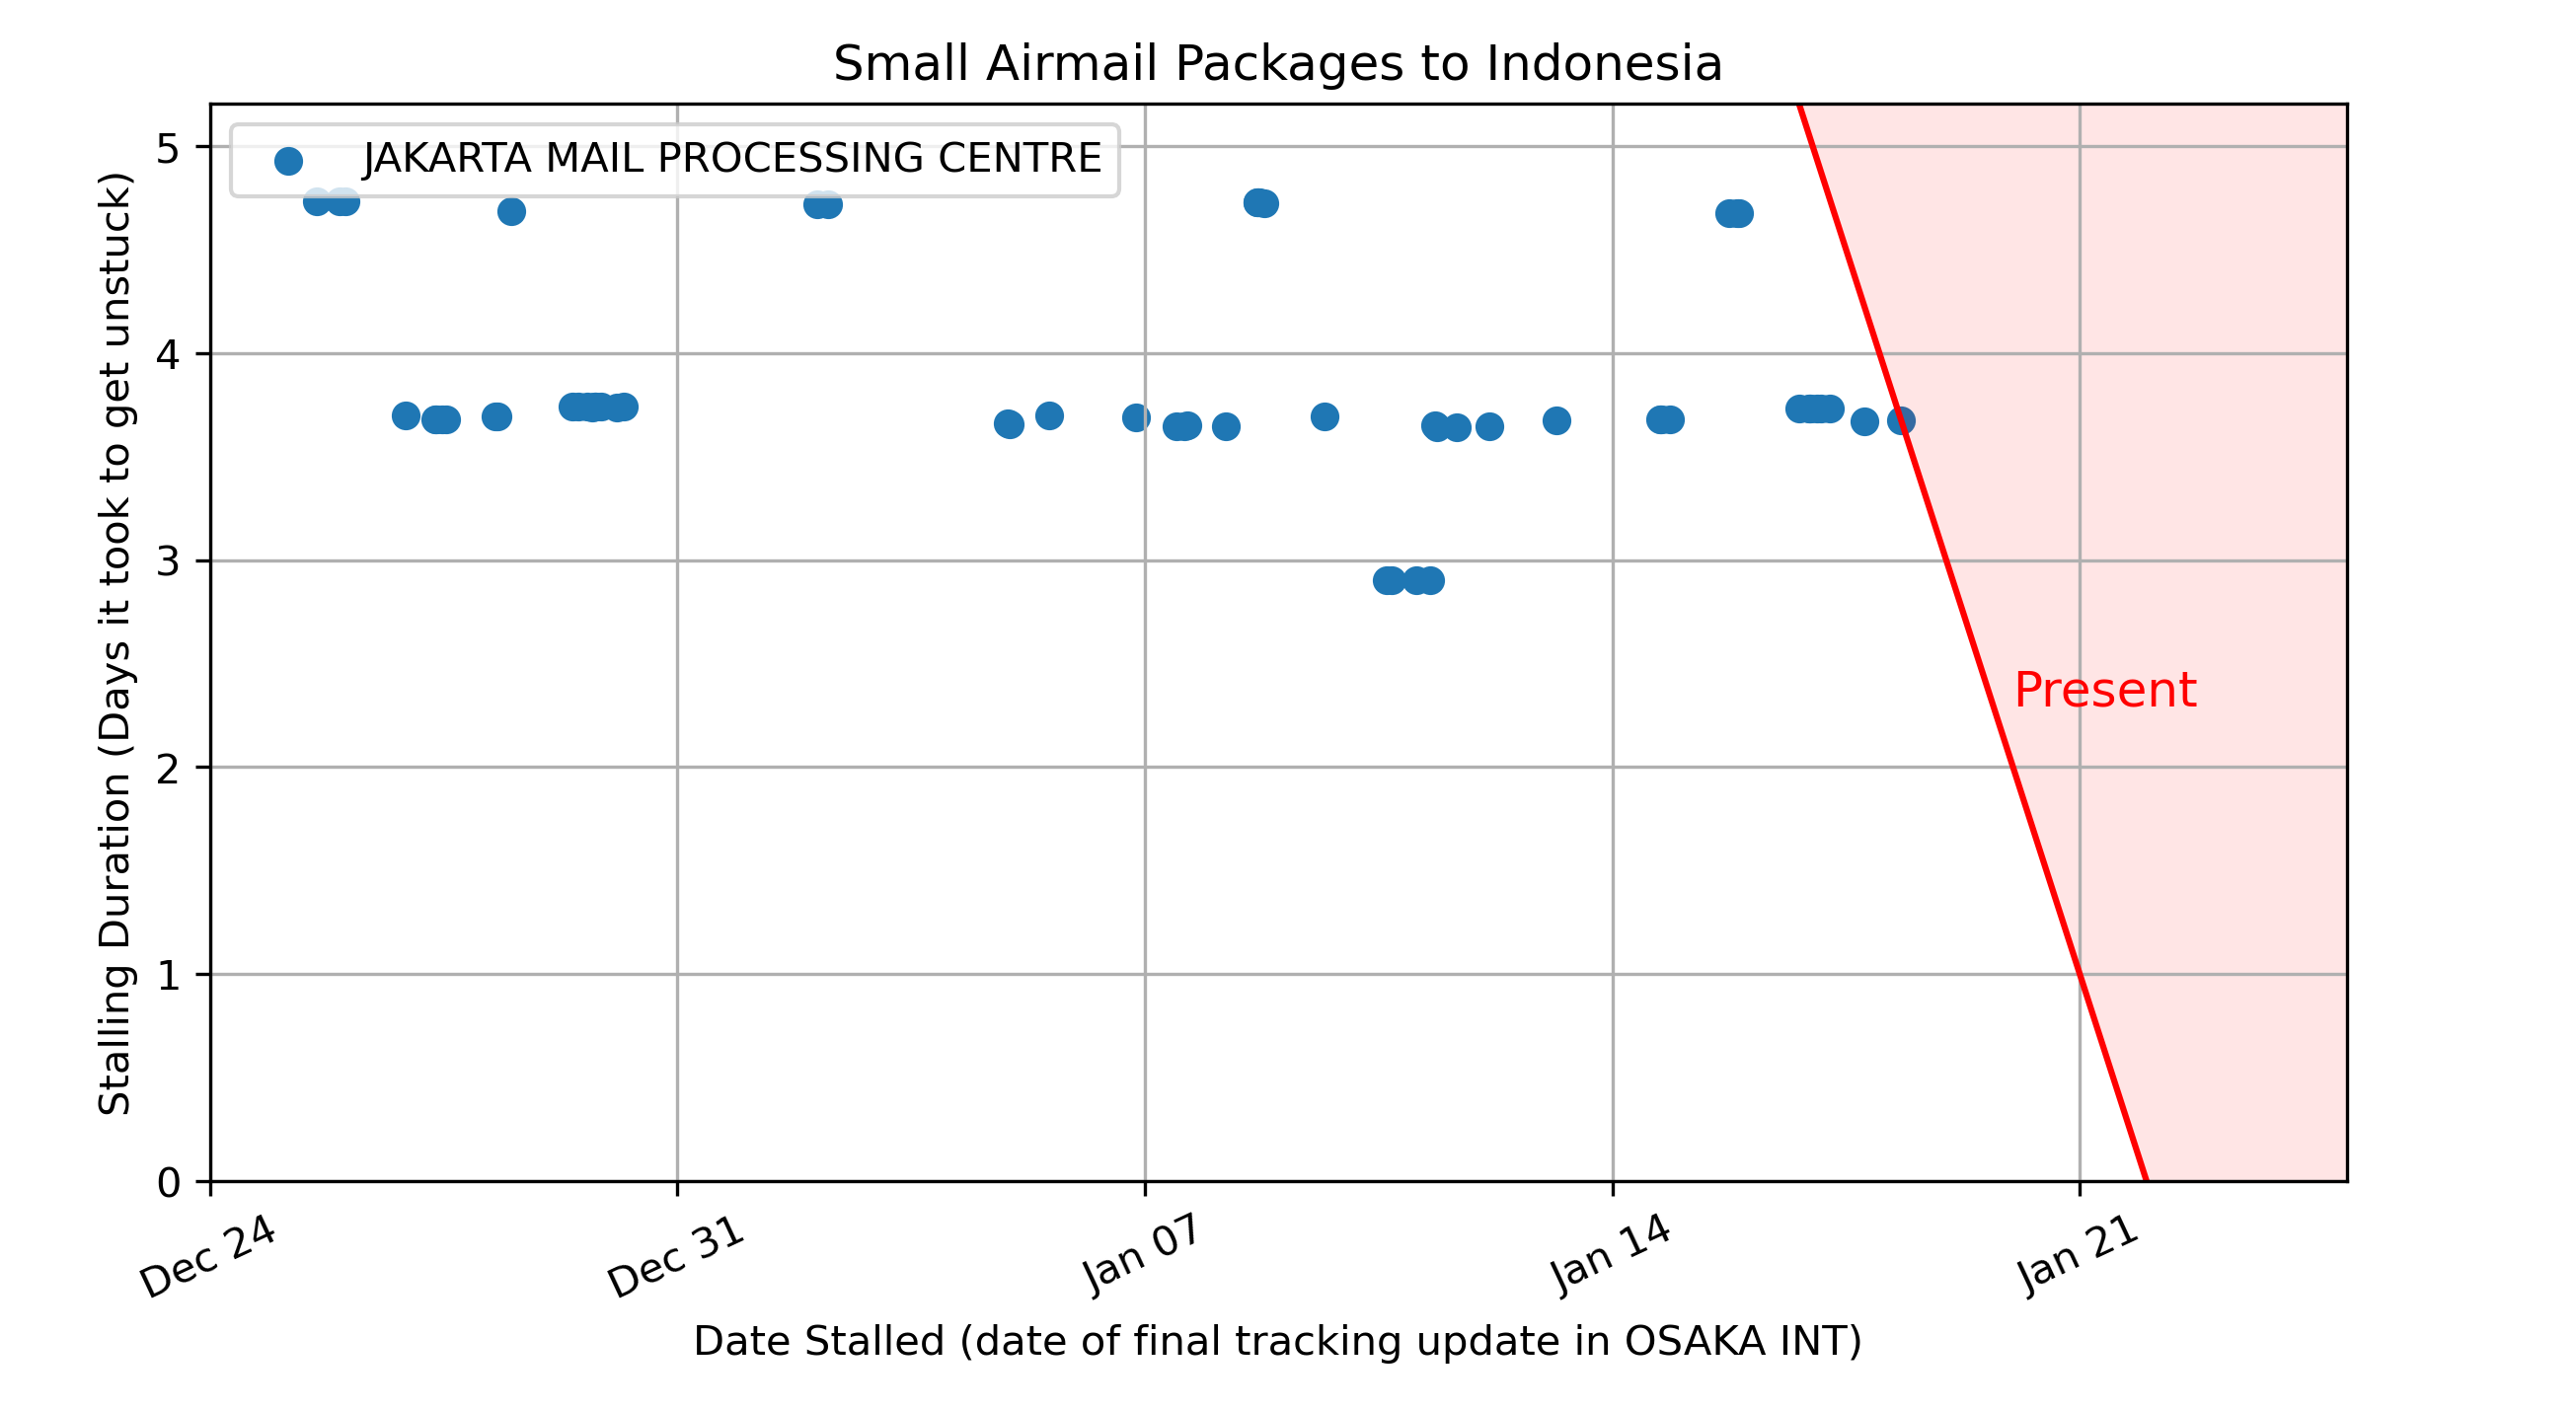 Small Airmail Packages to Indonesia
JAKARTA MAIL PROCESSING CENTRE
Stalling Duration (Days it took to get unstuck)
5
4
3
2
1
0
Present
Dec 24
Dec 31
Jan 07
Jan 14
Jan 21
Date Stalled (date of final tracking update in OSAKA INT)